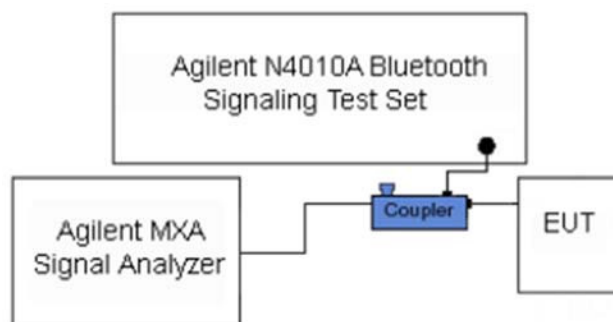 Agilent N4010A Bluetooth
Signaling Test Set
Coupler
Agilent MXA
Signal Analyzer
EUT